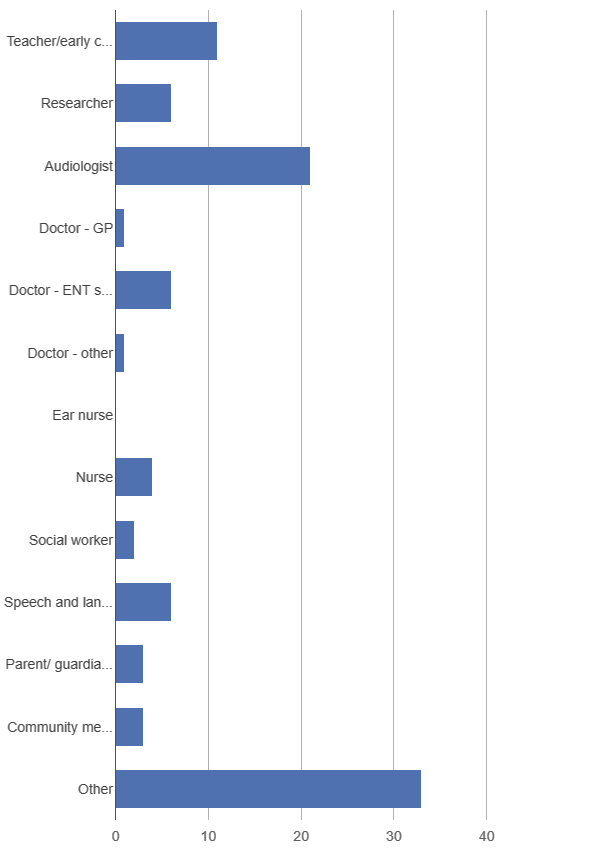 Teacher/early c...
Researcher
Audiologist
Doctor - GP
Doctor - ENT s...
Doctor - other
Ear nurse
Nurse
Social worker
Speech and lan...
Parent/ guardia...
Community me...
Other
0 10 20 30 40